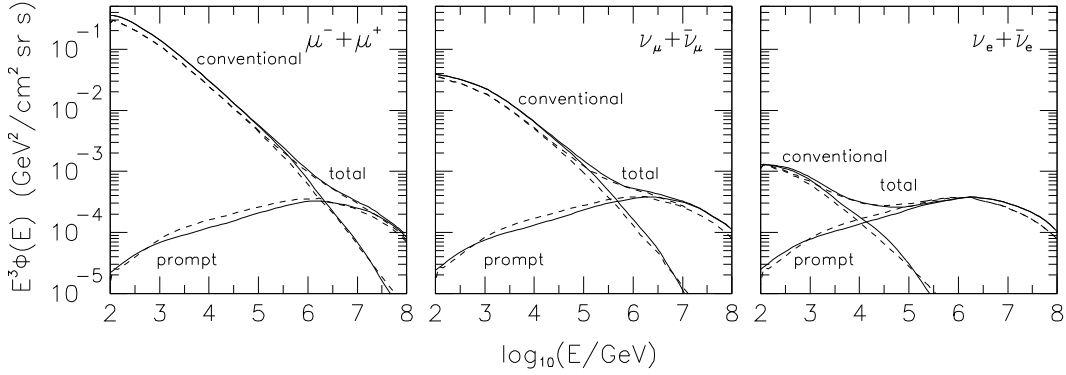 E³ϕ(E) (GeV²/cm² sr s)
10⁻¹
10⁻²
10⁻³
10⁻⁴
10⁻⁵
μ⁻+μ⁺
conventional
total
prompt
2 3 4 5 6 7 8
ν_μ+ν̄_μ
conventional
total
prompt
2 3 4 5 6 7 8
ν_e+ν̄_e
conventional
total
prompt
2 3 4 5 6 7 8
log₁₀(E/GeV)